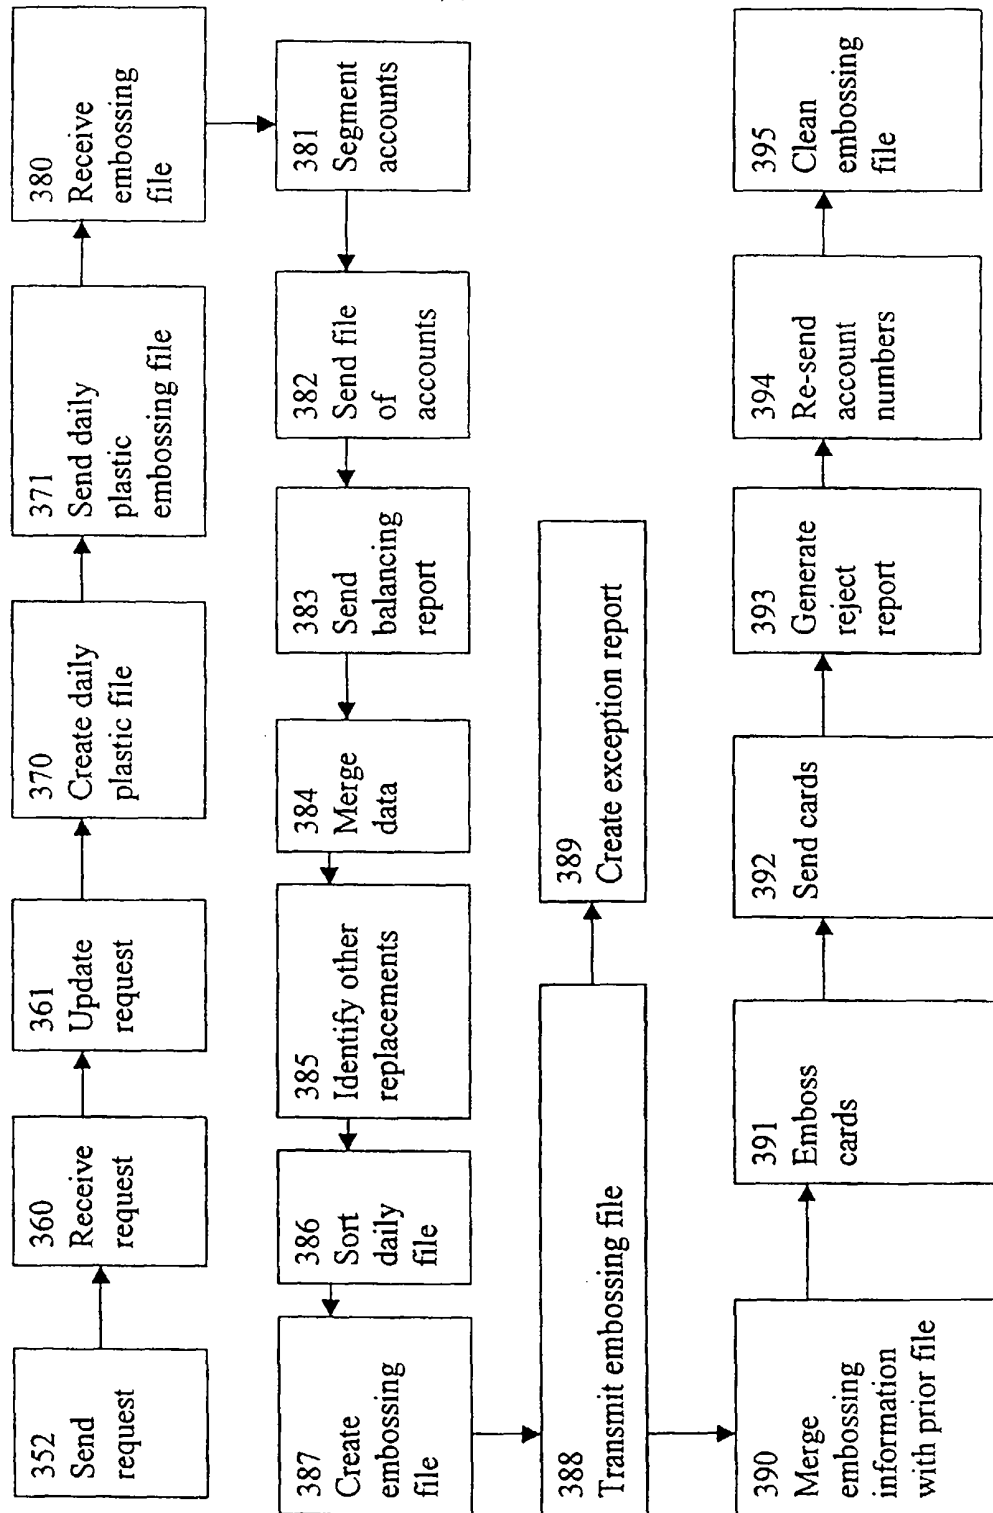 352
Send
request
360
Receive
request
361
Update
request
370
Create daily
plastic file
371
Send daily
plastic
embossing file
380
Receive
embossing
file
381
Segment
accounts
382
Send file
of
accounts
383
Send
balancing
report
384
Merge
data
385
Identify other
replacements
386
Sort
daily
file
387
Create
embossing
file
388
Transmit embossing file
389
Create exception report
390
Merge
embossing
information
with prior file
391
Emboss
cards
392
Send cards
393
Generate
reject
report
394
Re-send
account
numbers
395
Clean
embossing
file